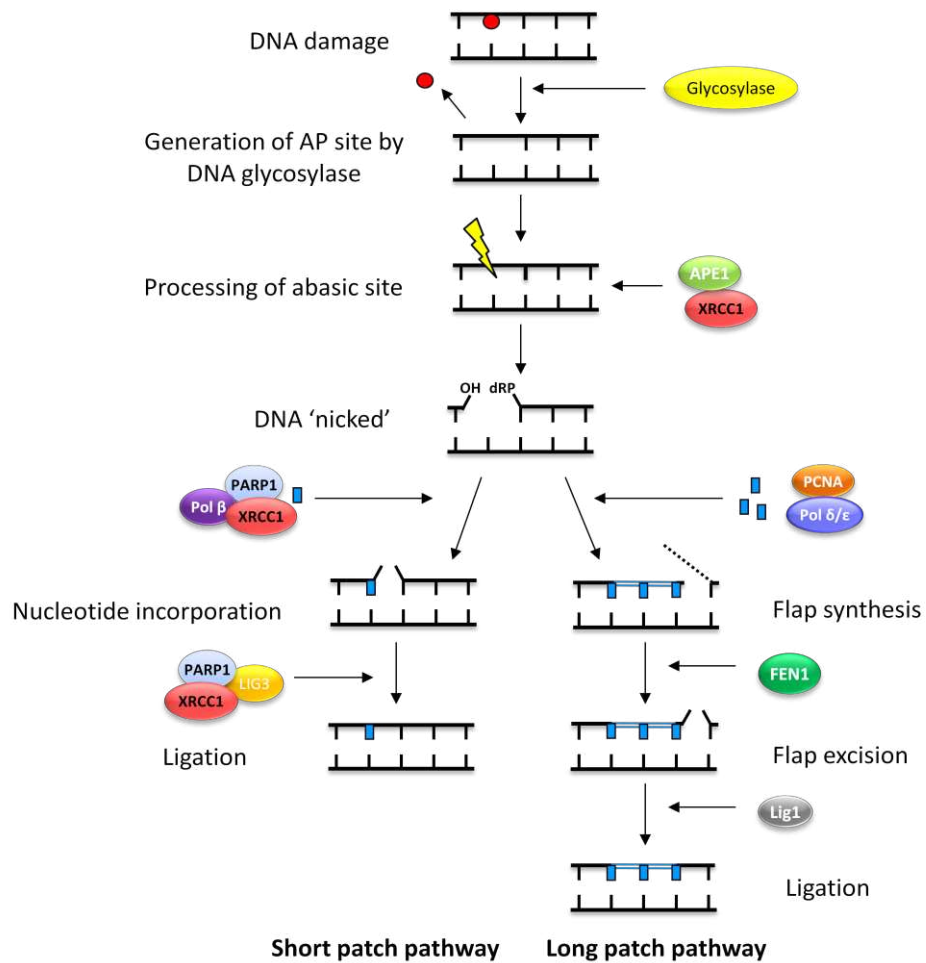 DNA damage
Glycosylase
Generation of AP site by
DNA glycosylase
Processing of abasic site
APE1
XRCC1
OH dRP
DNA ‘nicked’
PARP1
Pol β
XRCC1
PCNA
Pol δ/ε
Nucleotide incorporation
Flap synthesis
PARP1
LIG3
XRCC1
FEN1
Ligation
Flap excision
Lig1
Ligation
Short patch pathway
Long patch pathway